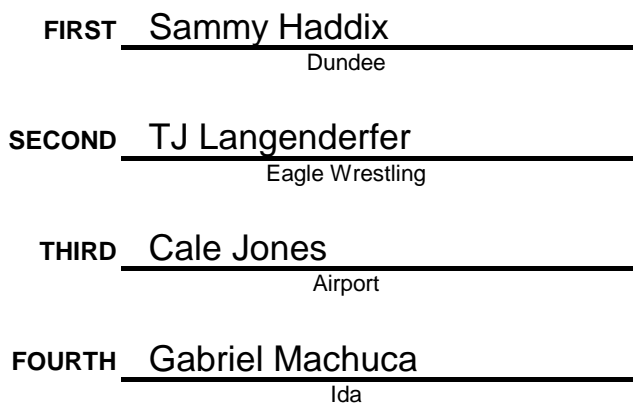 FIRST Sammy Haddix
Dundee
SECOND TJ Langenderfer
Eagle Wrestling
THIRD Cale Jones
Airport
FOURTH Gabriel Machuca
Ida